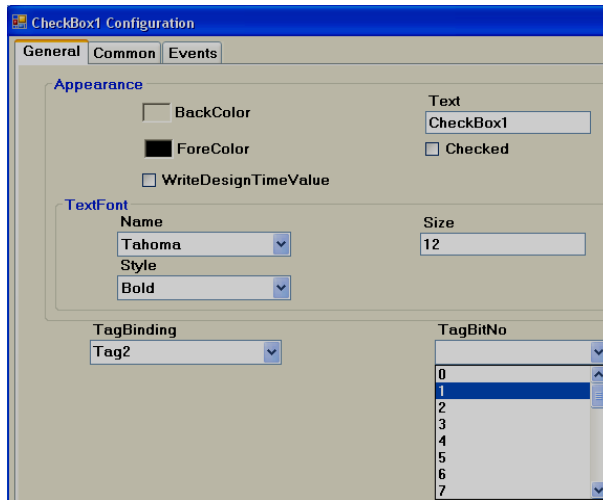 CheckBox1 Configuration
General Common Events
Appearance
BackColor
Text
CheckBox1
ForeColor
Checked
WriteDesignTimeValue
TextFont
Name
Size
Tahoma
12
Style
Bold
TagBinding
TagBitNo
Tag2
0
1
2
3
4
5
6
7